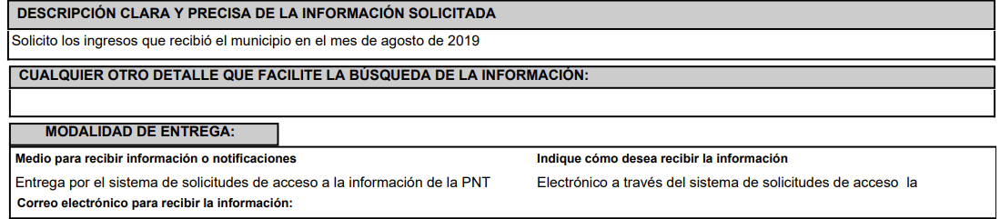 DESCRIPCIÓN CLARA Y PRECISA DE LA INFORMACIÓN SOLICITADA
Solicito los ingresos que recibió el municipio en el mes de agosto de 2019
CUALQUIER OTRO DETALLE QUE FACILITE LA BÚSQUEDA DE LA INFORMACIÓN:
MODALIDAD DE ENTREGA:
Medio para recibir información o notificaciones
Indique cómo desea recibir la información
Entrega por el sistema de solicitudes de acceso a la información de la PNT
Electrónico a través del sistema de solicitudes de acceso la
Correo electrónico para recibir la información: